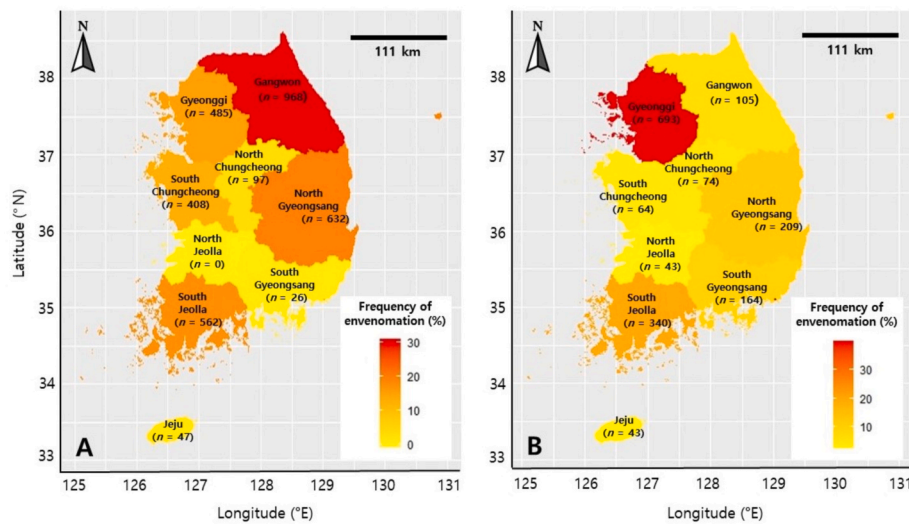 N
111 km
38
37
36
35
34
33
Latitude (° N)
Gangwon
(n = 968)
Gyeonggi
(n = 485)
North
Chungcheong
(n = 97)
South
Chungcheong
(n = 408)
North
Gyeongsang
(n = 632)
North
Jeolla
(n = 0)
South
Gyeongsang
(n = 26)
South
Jeolla
(n = 562)
Jeju
(n = 47)
Frequency of
envenomation (%)
30
20
10
0
A
125 126 127 128 129 130 131
Longitude (°E)
N
111 km
38
37
36
35
34
33
Gangwon
(n = 105)
Gyeonggi
(n = 693)
North
Chungcheong
(n = 74)
South
Chungcheong
(n = 64)
North
Gyeongsang
(n = 209)
North
Jeolla
(n = 43)
South
Gyeongsang
(n = 164)
South
Jeolla
(n = 340)
Jeju
(n = 43)
Frequency of
envenomation (%)
30
20
10
B
125 126 127 128 129 130 131
Longitude (°E)